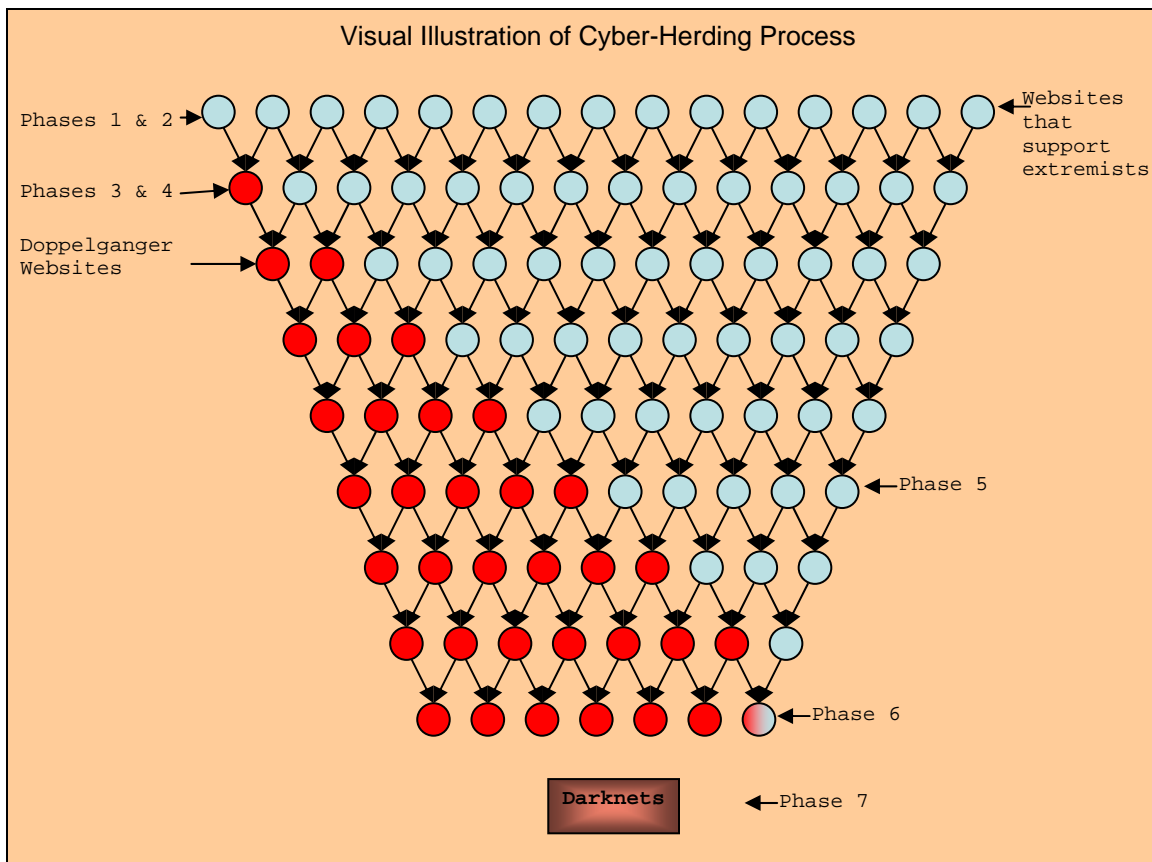 Visual Illustration of Cyber-Herding Process
Phases 1 & 2
Websites
that
support
extremists
Phases 3 & 4
Doppelganger
Websites
Phase 5
Phase 6
Darknets
Phase 7